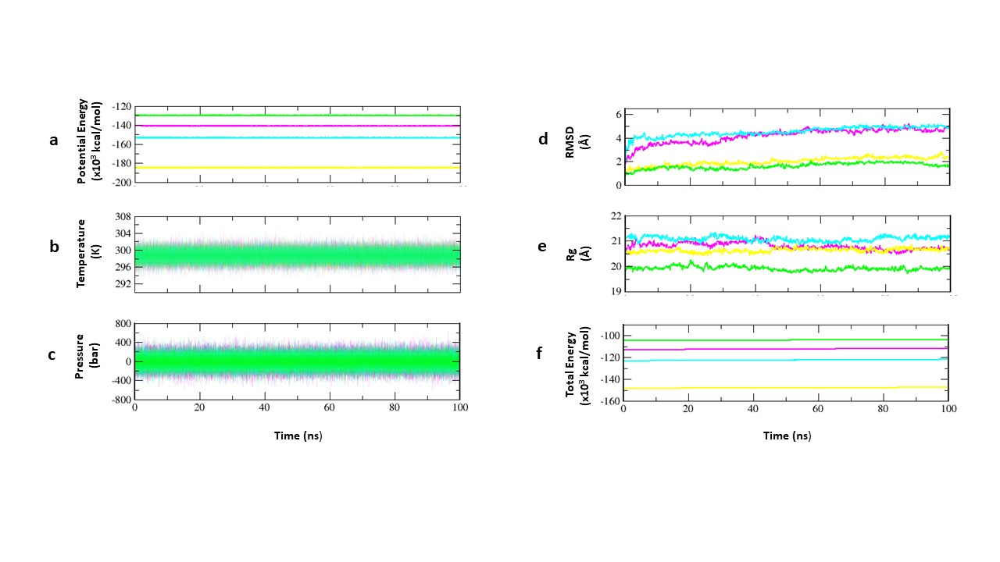 a
Potential Energy
(x10³ kcal/mol)
-120
-140
-160
-180
-200
b
Temperature
(K)
308
304
300
296
292
c
Pressure
(bar)
800
400
0
-400
-800
0 20 40 60 80 100
Time (ns)
d
RMSD
(Å)
6
4
2
0
e
Rg
(Å)
22
21
20
19
f
Total Energy
(x10³ kcal/mol)
-100
-120
-140
-160
0 20 40 60 80 100
Time (ns)